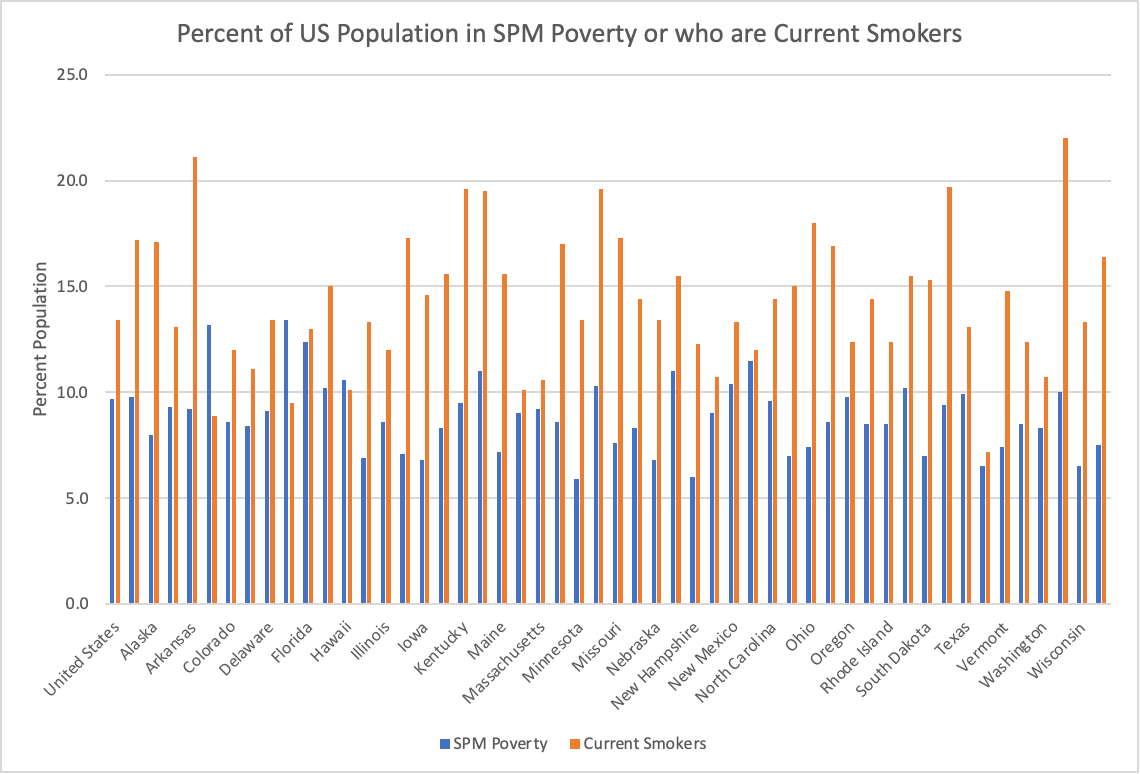 Percent of US Population in SPM Poverty or who are Current Smokers
25.0
20.0
15.0
10.0
5.0
0.0
Percent Population
United States
Alaska
Arkansas
Colorado
Delaware
Florida
Hawaii
Illinois
Iowa
Kentucky
Maine
Massachusetts
Minnesota
Missouri
Nebraska
New Hampshire
New Mexico
North Carolina
Ohio
Oregon
Rhode Island
South Dakota
Texas
Vermont
Washington
Wisconsin
SPM Poverty
Current Smokers